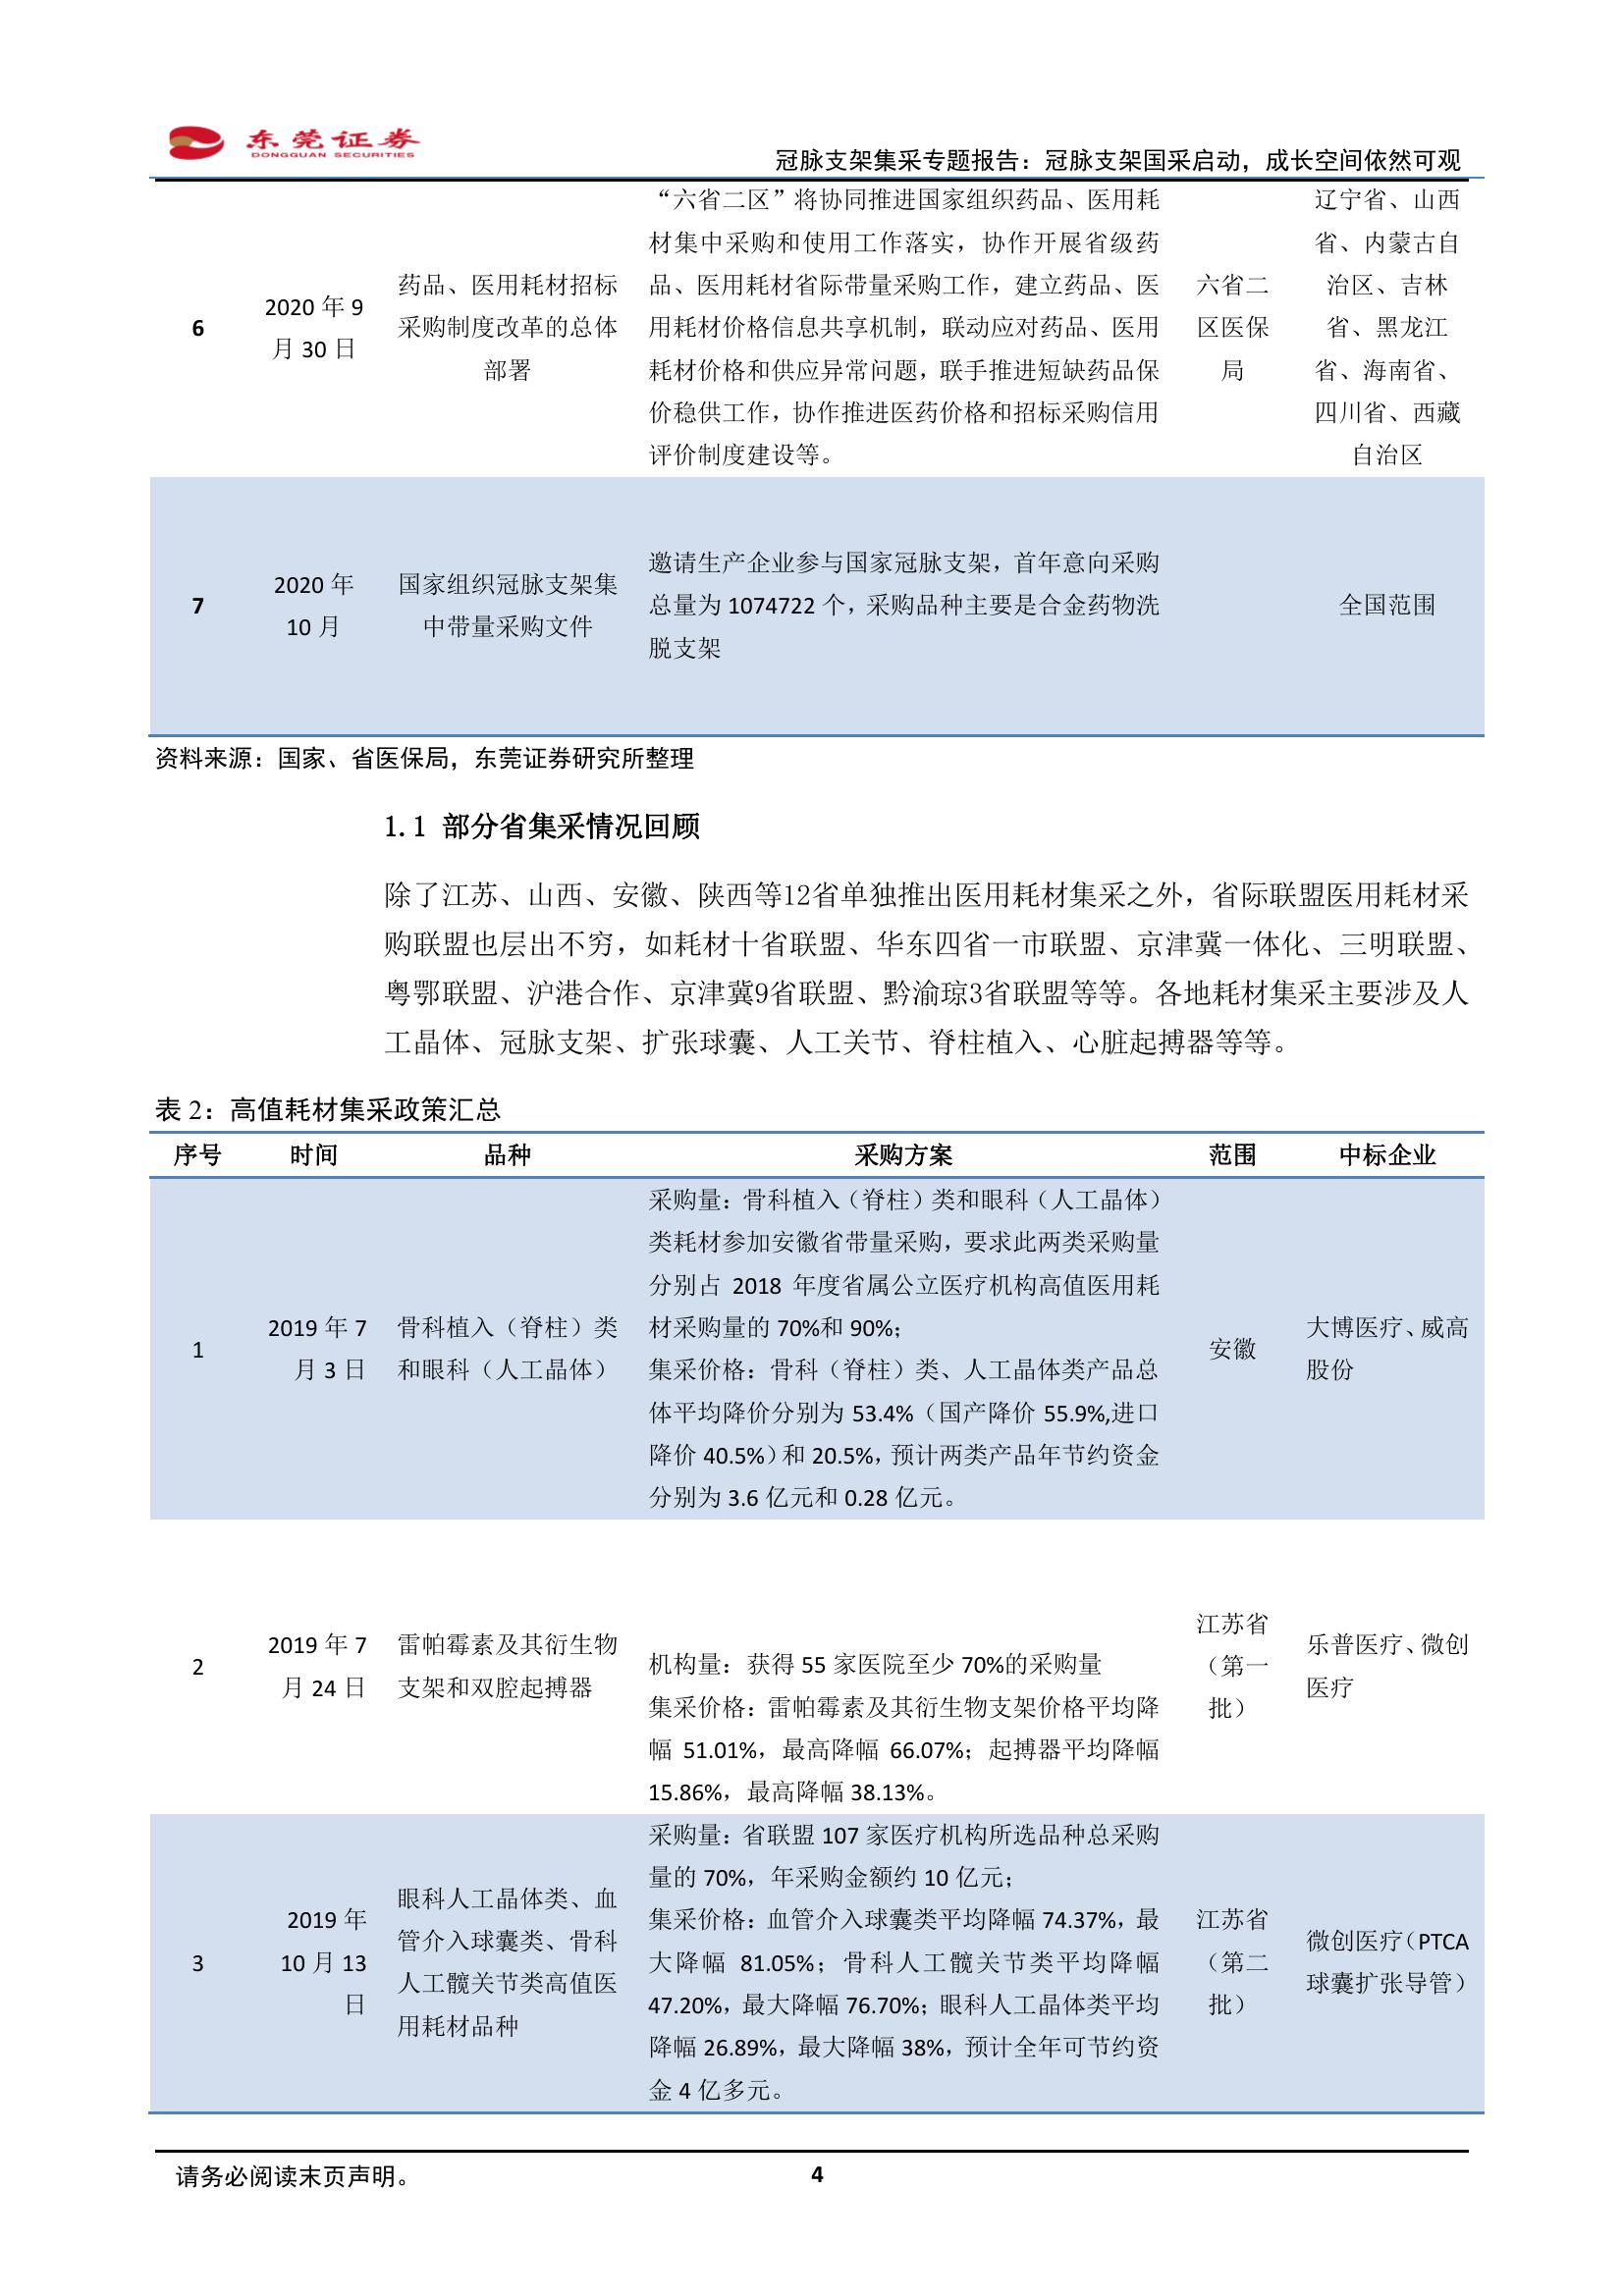 东莞证券
DONGGUAN SECURITIES
冠脉支架集采专题报告：冠脉支架国采启动，成长空间依然可观
6
2020 年 9
月 30 日
药品、医用耗材招标
采购制度改革的总体
部署
“六省二区”将协同推进国家组织药品、医用耗
材集中采购和使用工作落实，协作开展省级药
品、医用耗材省际带量采购工作，建立药品、医
用耗材价格信息共享机制，联动应对药品、医用
耗材价格和供应异常问题，联手推进短缺药品保
价稳供工作，协作推进医药价格和招标采购信用
评价制度建设等。
六省二
区医保
局
辽宁省、山西
省、内蒙古自
治区、吉林
省、黑龙江
省、海南省、
四川省、西藏
自治区
7
2020 年
10 月
国家组织冠脉支架集
中带量采购文件
邀请生产企业参与国家冠脉支架，首年意向采购
总量为 1074722 个，采购品种主要是合金药物洗
脱支架
全国范围
资料来源：国家、省医保局，东莞证券研究所整理
1.1 部分省集采情况回顾
除了江苏、山西、安徽、陕西等12省单独推出医用耗材集采之外，省际联盟医用耗材采
购联盟也层出不穷，如耗材十省联盟、华东四省一市联盟、京津冀一体化、三明联盟、
粤鄂联盟、沪港合作、京津冀9省联盟、黔渝琼3省联盟等等。各地耗材集采主要涉及人
工晶体、冠脉支架、扩张球囊、人工关节、脊柱植入、心脏起搏器等等。
表 2：高值耗材集采政策汇总
序号 时间 品种 采购方案 范围 中标企业
1
2019 年 7
月 3 日
骨科植入（脊柱）类
和眼科（人工晶体）
采购量：骨科植入（脊柱）类和眼科（人工晶体）
类耗材参加安徽省带量采购，要求此两类采购量
分别占 2018 年度省属公立医疗机构高值医用耗
材采购量的 70%和 90%；
集采价格：骨科（脊柱）类、人工晶体类产品总
体平均降价分别为 53.4%（国产降价 55.9%,进口
降价 40.5%）和 20.5%，预计两类产品年节约资金
分别为 3.6 亿元和 0.28 亿元。
安徽
大博医疗、威高
股份
2
2019 年 7
月 24 日
雷帕霉素及其衍生物
支架和双腔起搏器
机构量：获得 55 家医院至少 70%的采购量
集采价格：雷帕霉素及其衍生物支架价格平均降
幅 51.01%，最高降幅 66.07%；起搏器平均降幅
15.86%，最高降幅 38.13%。
江苏省
（第一
批）
乐普医疗、微创
医疗
3
2019 年
10 月 13
日
眼科人工晶体类、血
管介入球囊类、骨科
人工髋关节类高值医
用耗材品种
采购量：省联盟 107 家医疗机构所选品种总采购
量的 70%，年采购金额约 10 亿元；
集采价格：血管介入球囊类平均降幅 74.37%，最
大降幅 81.05%；骨科人工髋关节类平均降幅
47.20%，最大降幅 76.70%；眼科人工晶体类平均
降幅 26.89%，最大降幅 38%，预计全年可节约资
金 4 亿多元。
江苏省
（第二
批）
微创医疗（PTCA
球囊扩张导管）
请务必阅读末页声明。
4